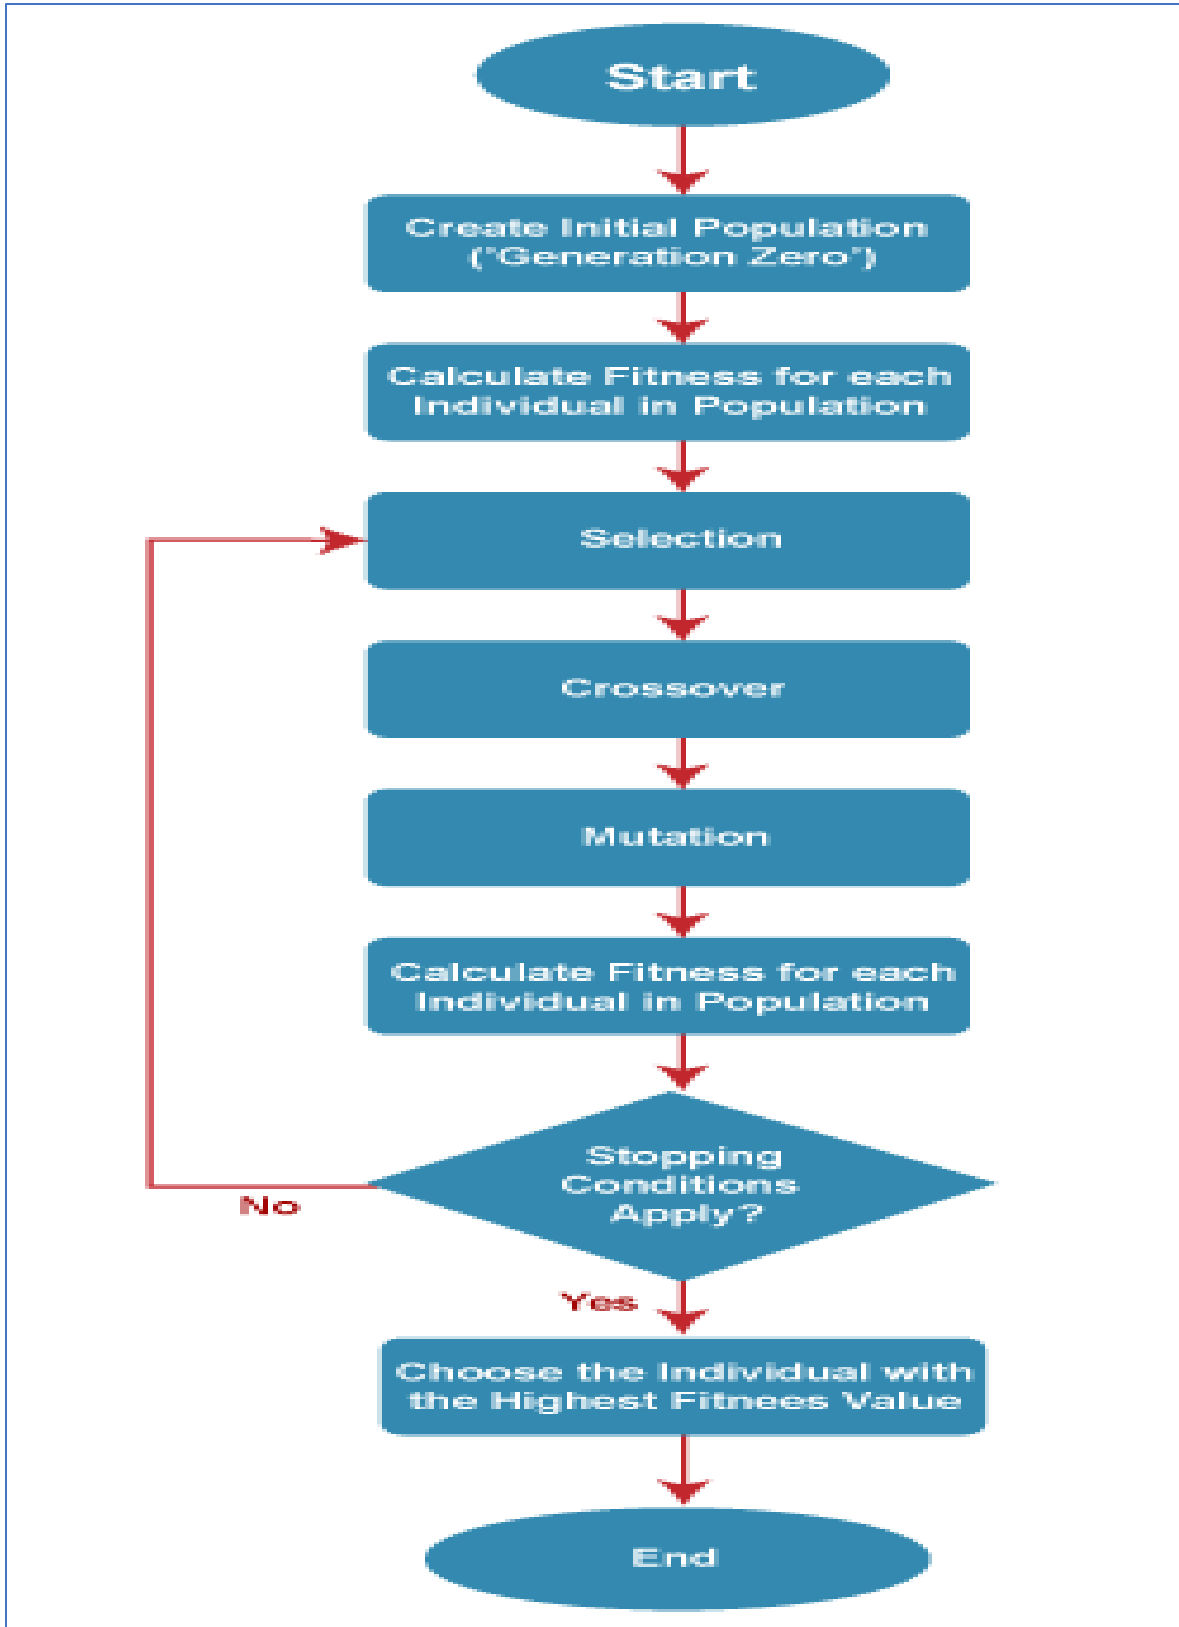 Start
Create Initial Population
('Generation Zero')
Calculate Fitness for each
Individual in Population
Selection
Crossover
Mutation
Calculate Fitness for each
Individual in Population
Stopping
Conditions
Apply?
No
Yes
Choose the Individual with
the Highest Fitnees Value
End